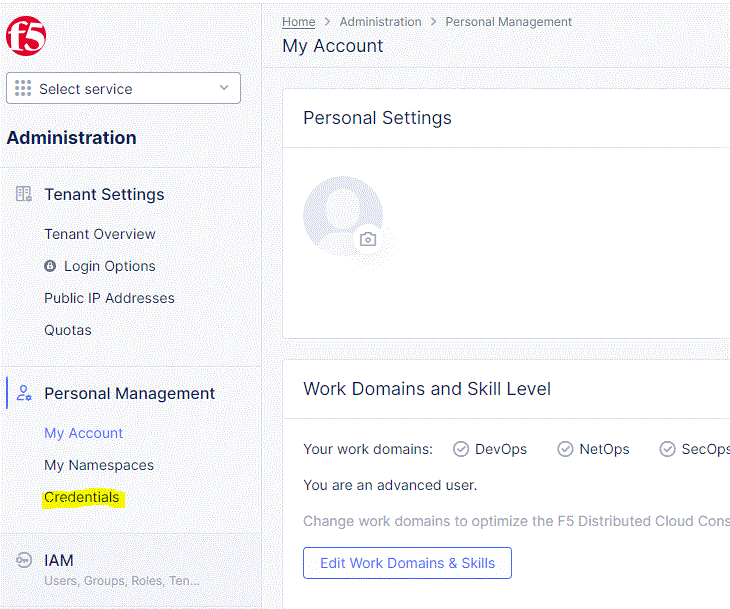 f5
Select service
Administration
Tenant Settings
Tenant Overview
Login Options
Public IP Addresses
Quotas
Personal Management
My Account
My Namespaces
Credentials
IAM
Users, Groups, Roles, Ten...
Home > Administration > Personal Management
My Account
Personal Settings
Work Domains and Skill Level
Your work domains: DevOps NetOps SecOps
You are an advanced user.
Change work domains to optimize the F5 Distributed Cloud Cons
Edit Work Domains & Skills